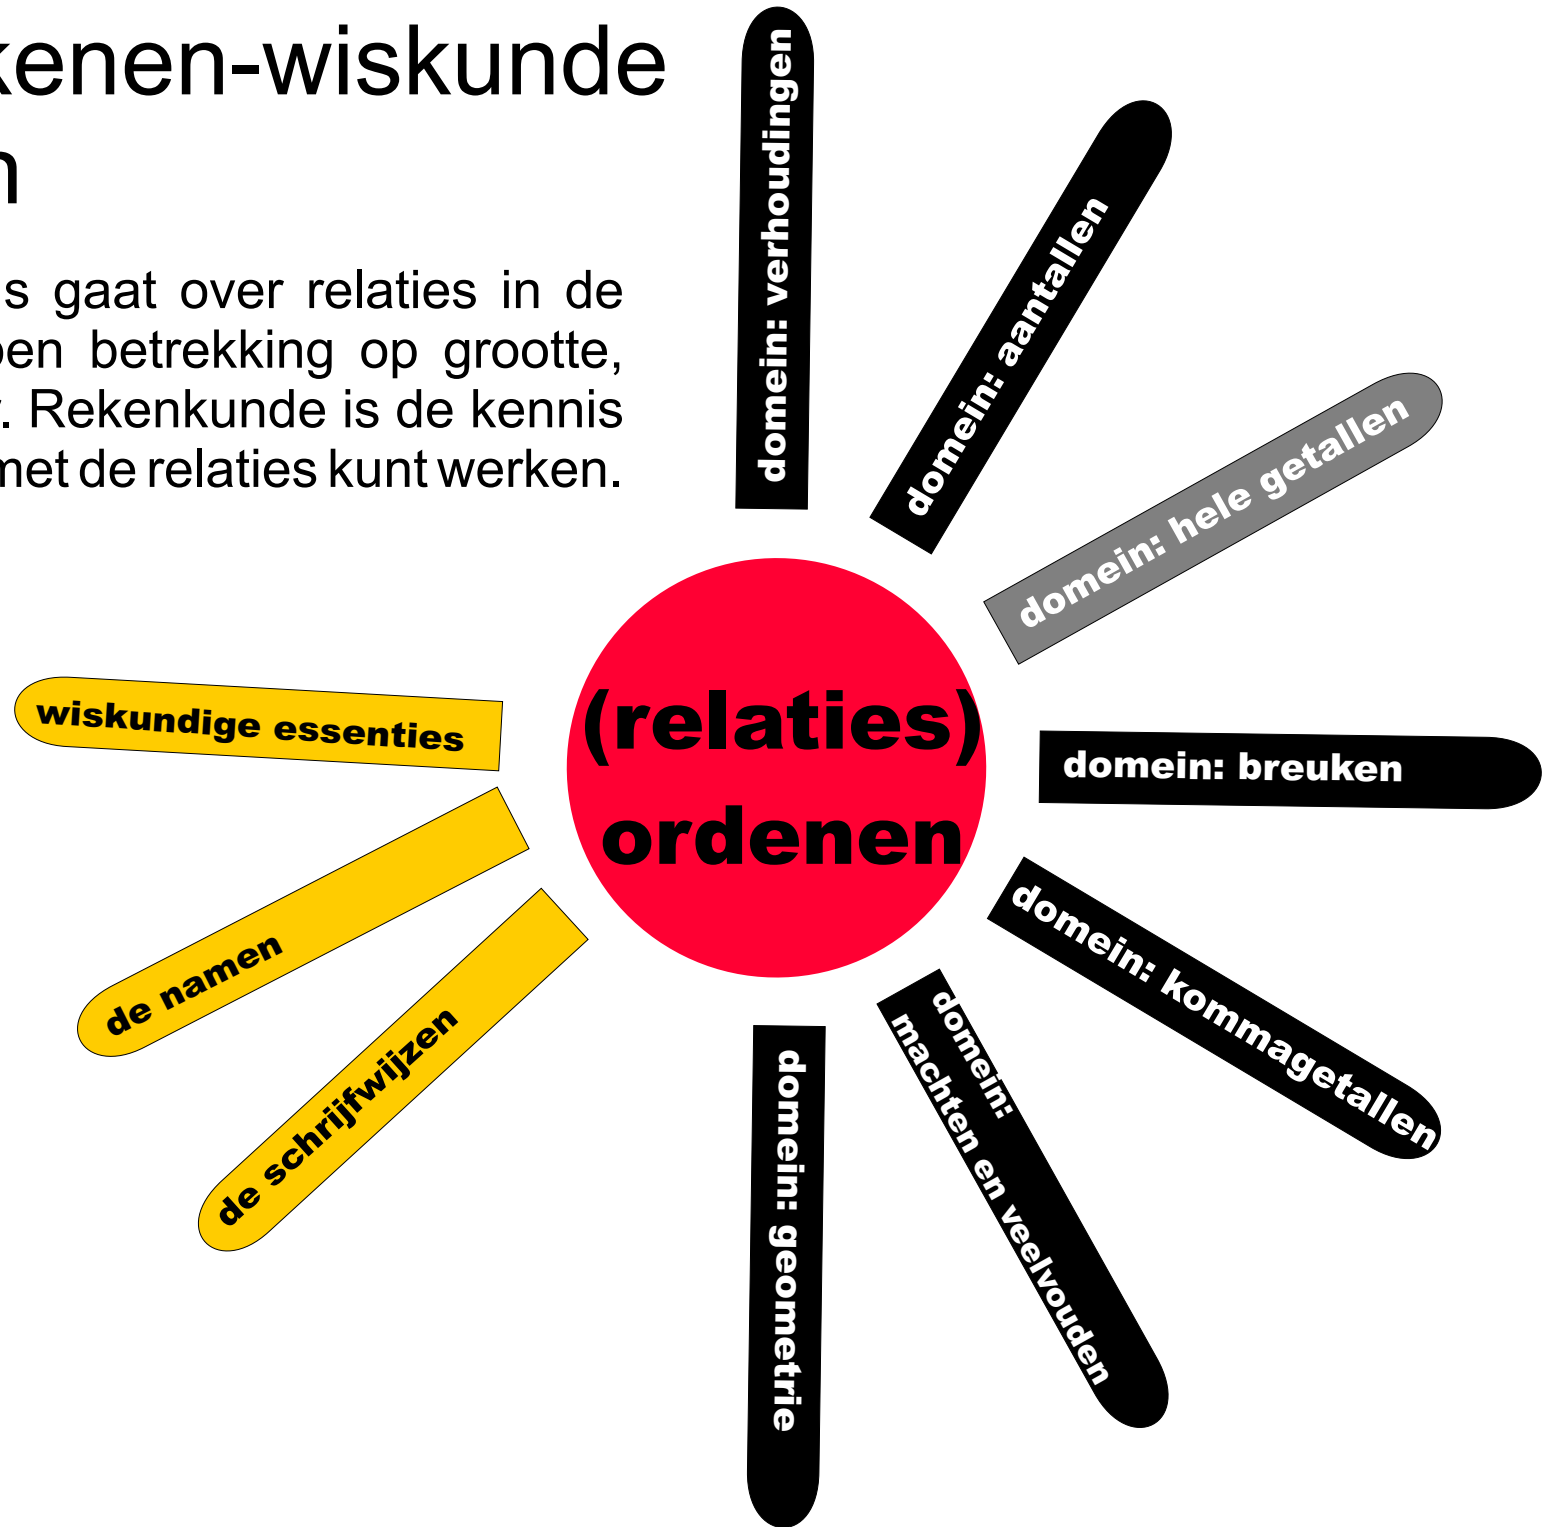 kenen-wiskunde
n
s gaat over relaties in de
en betrekking op grootte,
. Rekenkunde is de kennis
met de relaties kunt werken.
domein: verhoudingen
domein: aantallen
domein: hele getallen
domein: breuken
domein: kommagetallen
domein:
machten en veelvouden
domein: geometrie
(relaties)
ordenen
wiskundige essenties
de namen
de schrijfwijzen